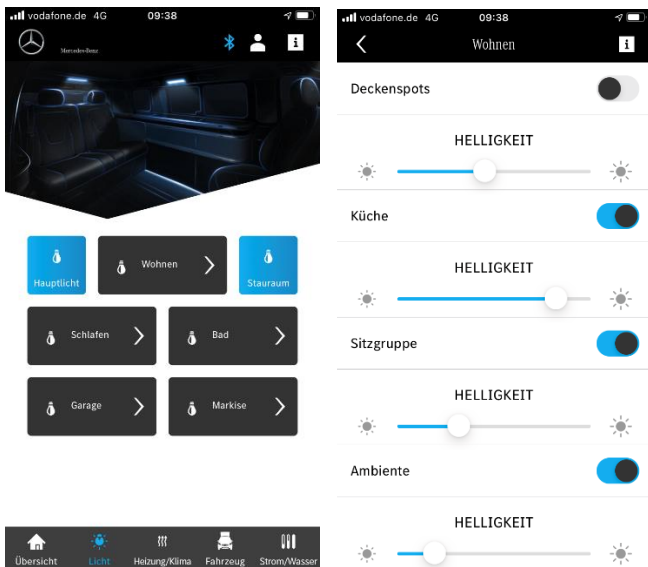 vodafone.de 4G 09:38
Mercedes-Benz
i
Hauptlicht
Wohnen
Stauraum
Schlafen
Bad
Garage
Markise
Übersicht
Licht
Heizung/Klima
Fahrzeug
Strom/Wasser
vodafone.de 4G 09:38
Wohnen
i
Deckenspots
HELLIGKEIT
Küche
HELLIGKEIT
Sitzgruppe
HELLIGKEIT
Ambiente
HELLIGKEIT